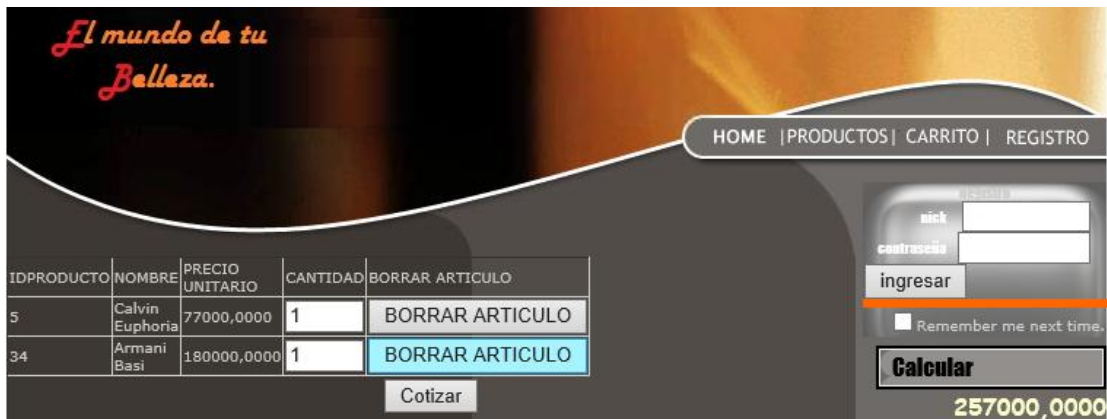 El mundo de tu
Belleza.
HOME |PRODUCTOS| CARRITO | REGISTRO
registro
nick
contraseña
ingresar
Remember me next time.
Calcular
257000,0000
IDPRODUCTO NOMBRE PRECIO UNITARIO CANTIDAD BORRAR ARTICULO
5 Calvin Euphoria 77000,0000 1 BORRAR ARTICULO
34 Armani Basi 180000,0000 1 BORRAR ARTICULO
Cotizar